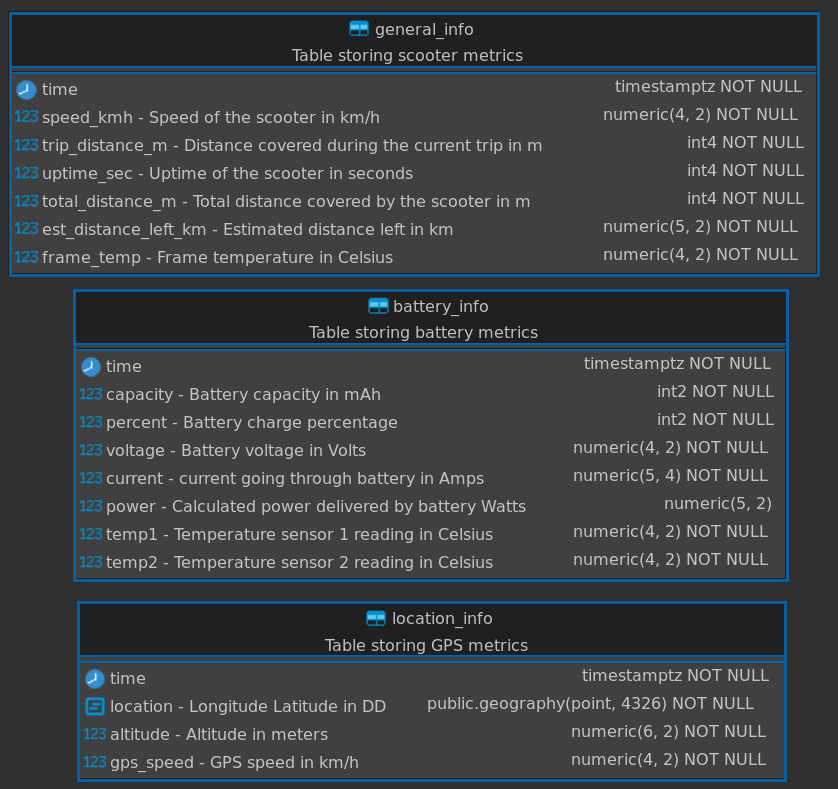 general_info
Table storing scooter metrics
time timestamptz NOT NULL
123 speed_kmh - Speed of the scooter in km/h numeric(4, 2) NOT NULL
123 trip_distance_m - Distance covered during the current trip in m int4 NOT NULL
123 uptime_sec - Uptime of the scooter in seconds int4 NOT NULL
123 total_distance_m - Total distance covered by the scooter in m int4 NOT NULL
123 est_distance_left_km - Estimated distance left in km numeric(5, 2) NOT NULL
123 frame_temp - Frame temperature in Celsius numeric(4, 2) NOT NULL
battery_info
Table storing battery metrics
time timestamptz NOT NULL
123 capacity - Battery capacity in mAh int2 NOT NULL
123 percent - Battery charge percentage int2 NOT NULL
123 voltage - Battery voltage in Volts numeric(4, 2) NOT NULL
123 current - current going through battery in Amps numeric(5, 4) NOT NULL
123 power - Calculated power delivered by battery Watts numeric(5, 2)
123 temp1 - Temperature sensor 1 reading in Celsius numeric(4, 2) NOT NULL
123 temp2 - Temperature sensor 2 reading in Celsius numeric(4, 2) NOT NULL
location_info
Table storing GPS metrics
time timestamptz NOT NULL
location - Longitude Latitude in DD public.geography(point, 4326) NOT NULL
123 altitude - Altitude in meters numeric(6, 2) NOT NULL
123 gps_speed - GPS speed in km/h numeric(4, 2) NOT NULL